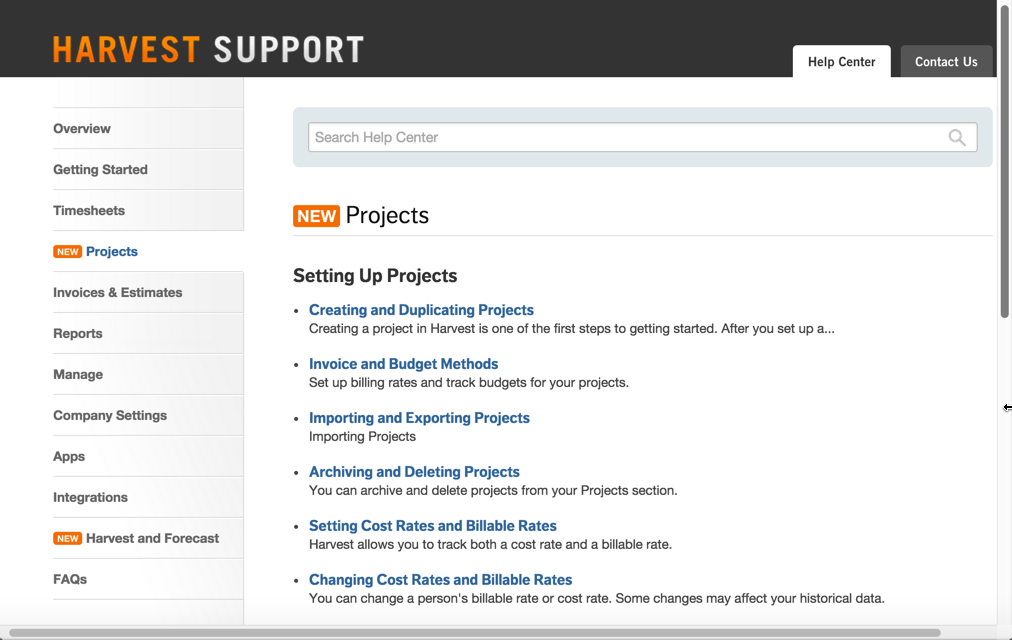 HARVEST SUPPORT
Help Center
Contact Us
Overview
Getting Started
Timesheets
NEW Projects
Invoices & Estimates
Reports
Manage
Company Settings
Apps
Integrations
NEW Harvest and Forecast
FAQs
Search Help Center
NEW Projects
Setting Up Projects
• Creating and Duplicating Projects
Creating a project in Harvest is one of the first steps to getting started. After you set up a...
• Invoice and Budget Methods
Set up billing rates and track budgets for your projects.
• Importing and Exporting Projects
Importing Projects
• Archiving and Deleting Projects
You can archive and delete projects from your Projects section.
• Setting Cost Rates and Billable Rates
Harvest allows you to track both a cost rate and a billable rate.
• Changing Cost Rates and Billable Rates
You can change a person's billable rate or cost rate. Some changes may affect your historical data.